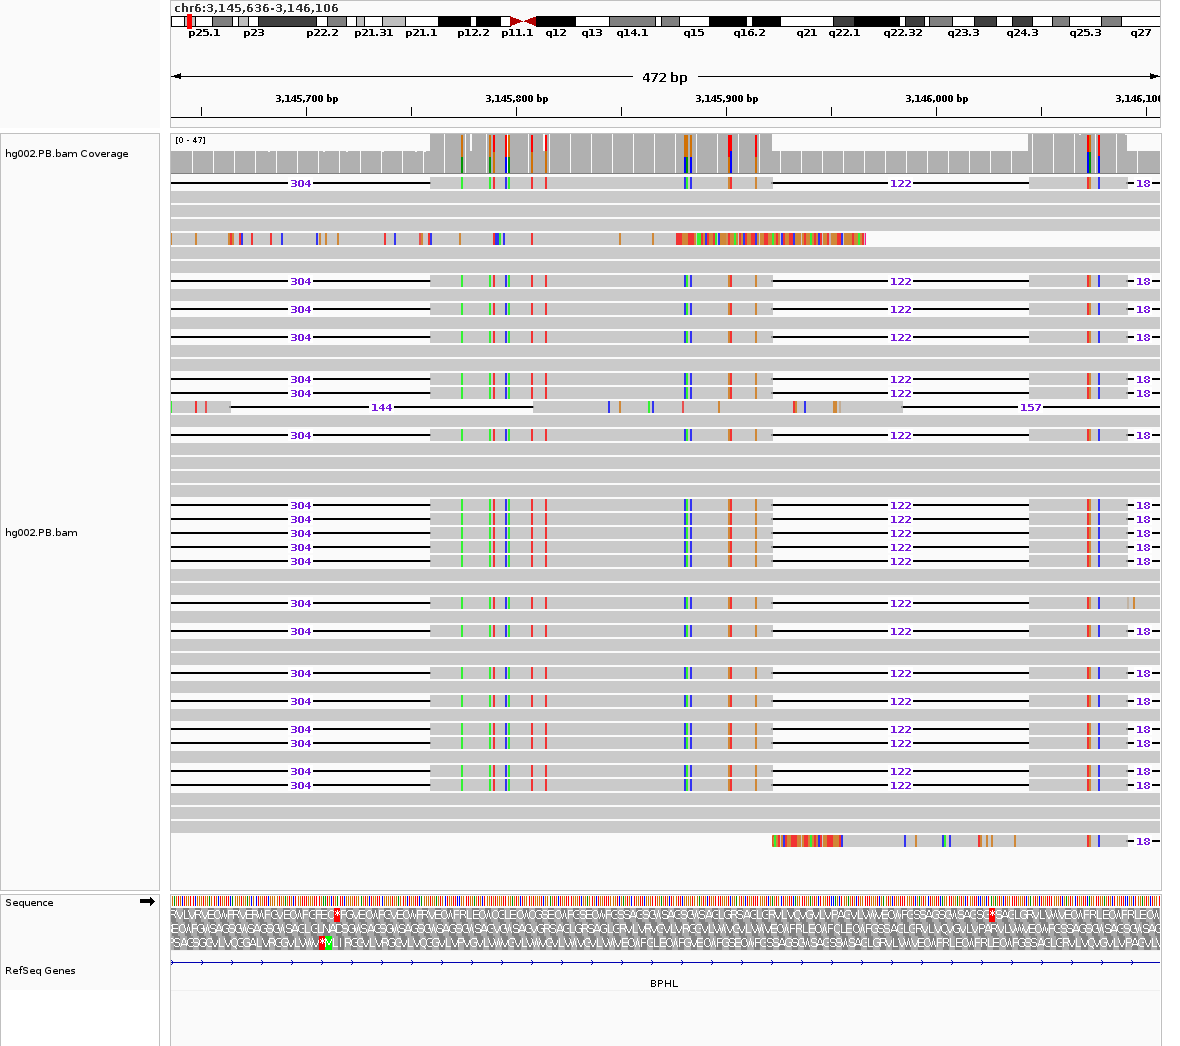 chr6:3,145,636-3,146,106
p25.1 p23 p22.2 p21.31 p21.1 p12.2 p11.1 q12 q13 q14.1 q15 q16.2 q21 q22.1 q22.32 q23.3 q24.3 q25.3 q27
472 bp
3,145,700 bp 3,145,800 bp 3,145,900 bp 3,146,000 bp 3,146,100
[0 - 47]
hg002.PB.bam Coverage
304 122 18
304 122 18
304 122 18
304 122 18
304 122 18
304 122 18
144 157
304 122 18
304 122 18
304 122 18
hg002.PB.bam
304 122 18
304 122 18
304 122 18
304 122
304 122 18
304 122 18
304 122 18
304 122 18
304 122 18
304 122 18
304 122 18
18
Sequence
RefSeq Genes
BPHL